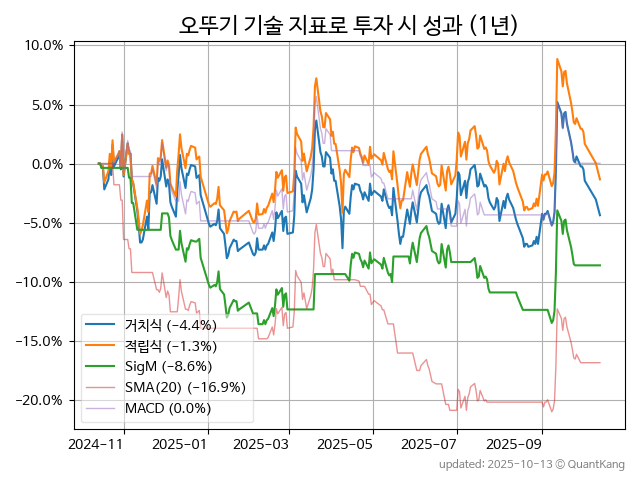 오뚜기 기술 지표로 투자 시 성과 (1년)
10.0%
5.0%
0.0%
−5.0%
−10.0%
−15.0%
−20.0%
거치식 (−4.4%)
적립식 (−1.3%)
SigM (−8.6%)
SMA(20) (−16.9%)
MACD (0.0%)
2024-11 2025-01 2025-03 2025-05 2025-07 2025-09
updated: 2025-10-13 © QuantKang